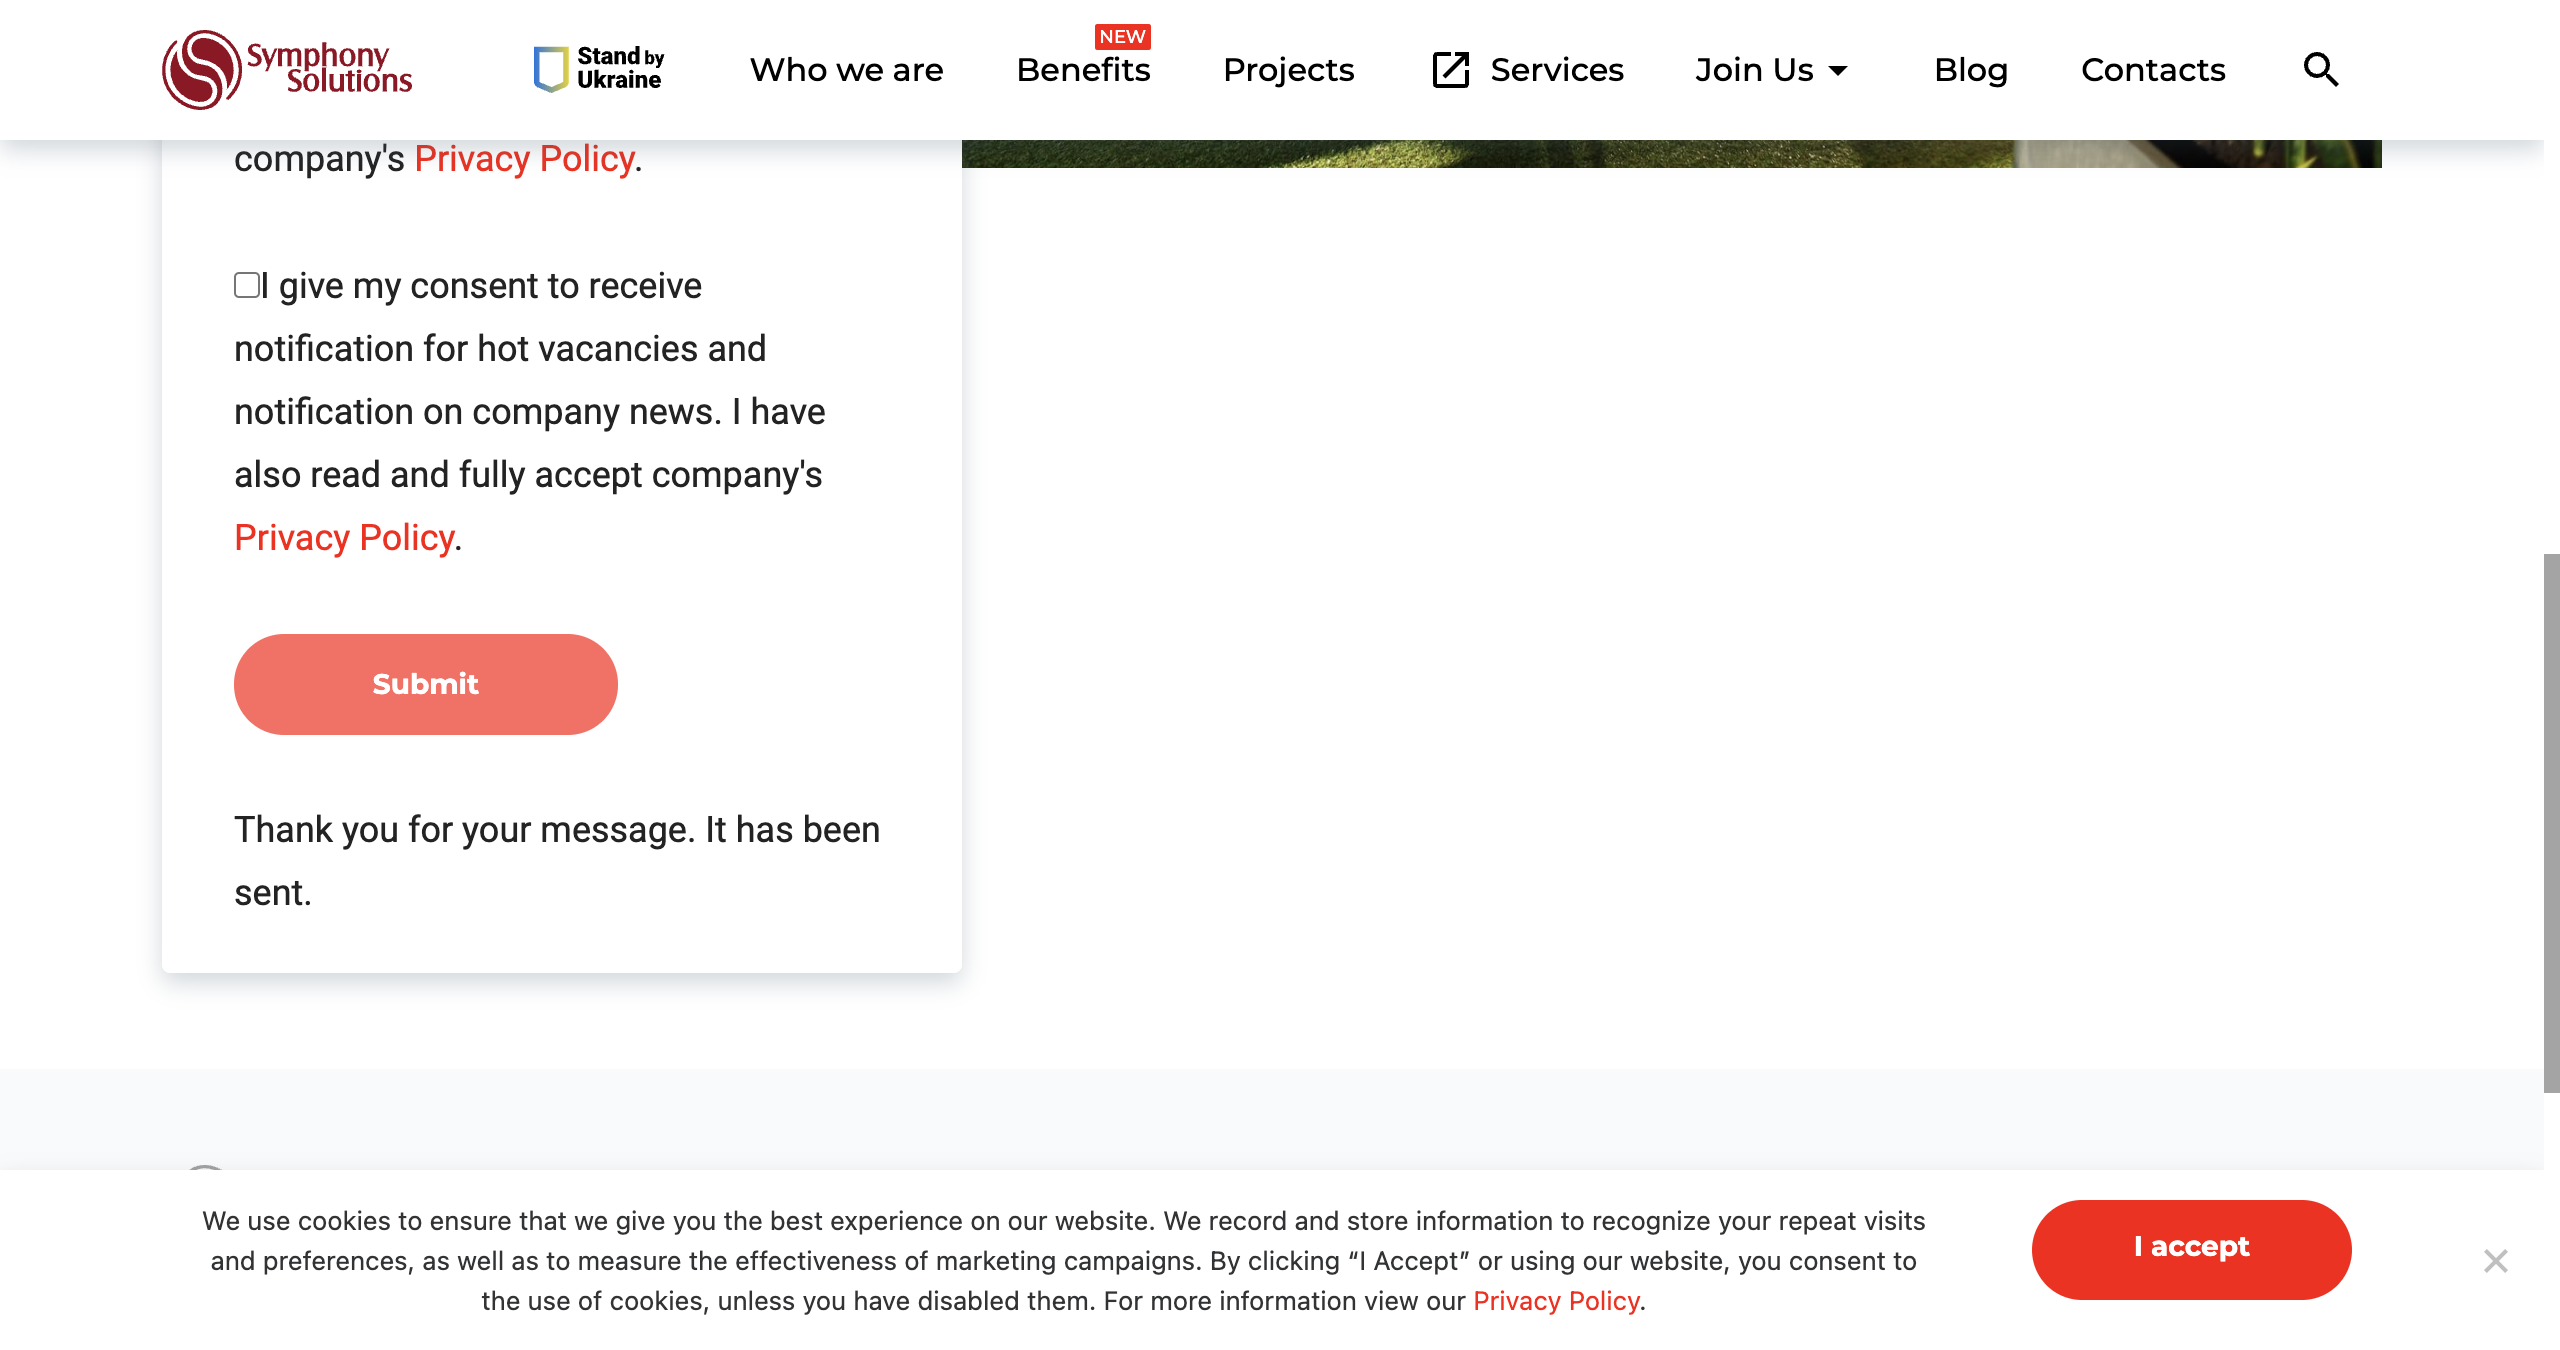 Symphony
Solutions
Stand by
Ukraine
Who we are
NEW
Benefits
Projects
Services
Join Us
Blog
Contacts
company's Privacy Policy.
I give my consent to receive
notification for hot vacancies and
notification on company news. I have
also read and fully accept company's
Privacy Policy.
Submit
Thank you for your message. It has been
sent.
We use cookies to ensure that we give you the best experience on our website. We record and store information to recognize your repeat visits
and preferences, as well as to measure the effectiveness of marketing campaigns. By clicking “I Accept” or using our website, you consent to
the use of cookies, unless you have disabled them. For more information view our Privacy Policy.
I accept